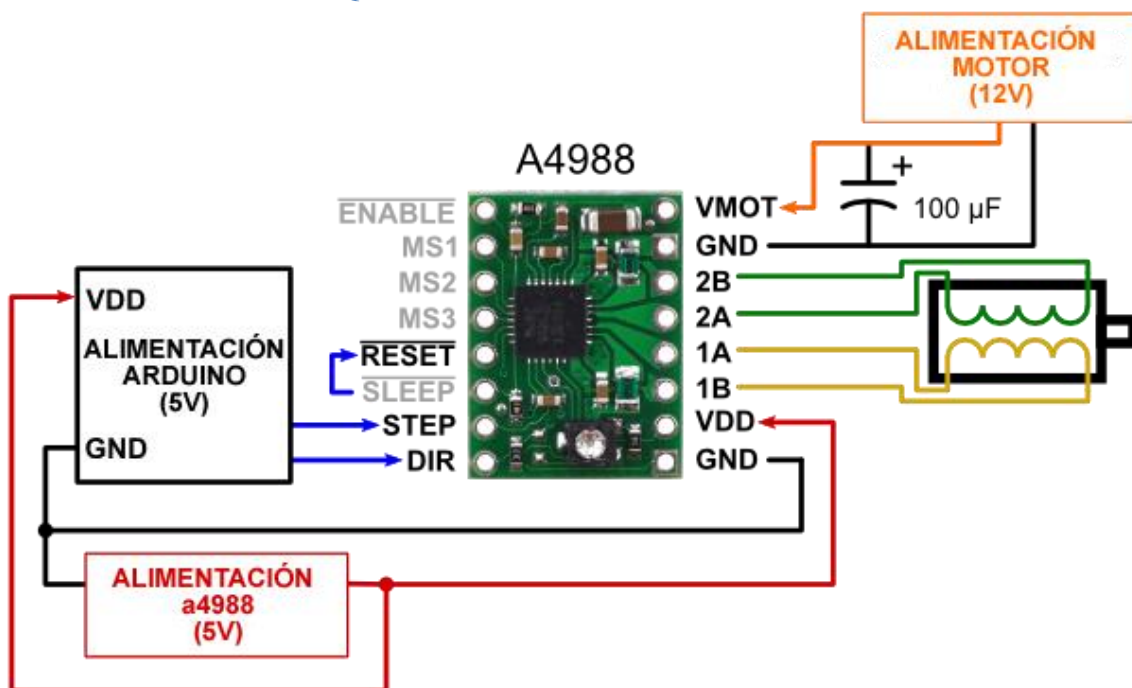 ALIMENTACIÓN
MOTOR
(12V)
A4988
+
100 µF
ENABLE
MS1
MS2
MS3
RESET
SLEEP
STEP
DIR
VMOT
GND
2B
2A
1A
1B
VDD
GND
VDD
ALIMENTACIÓN
ARDUINO
(5V)
GND
ALIMENTACIÓN
a4988
(5V)